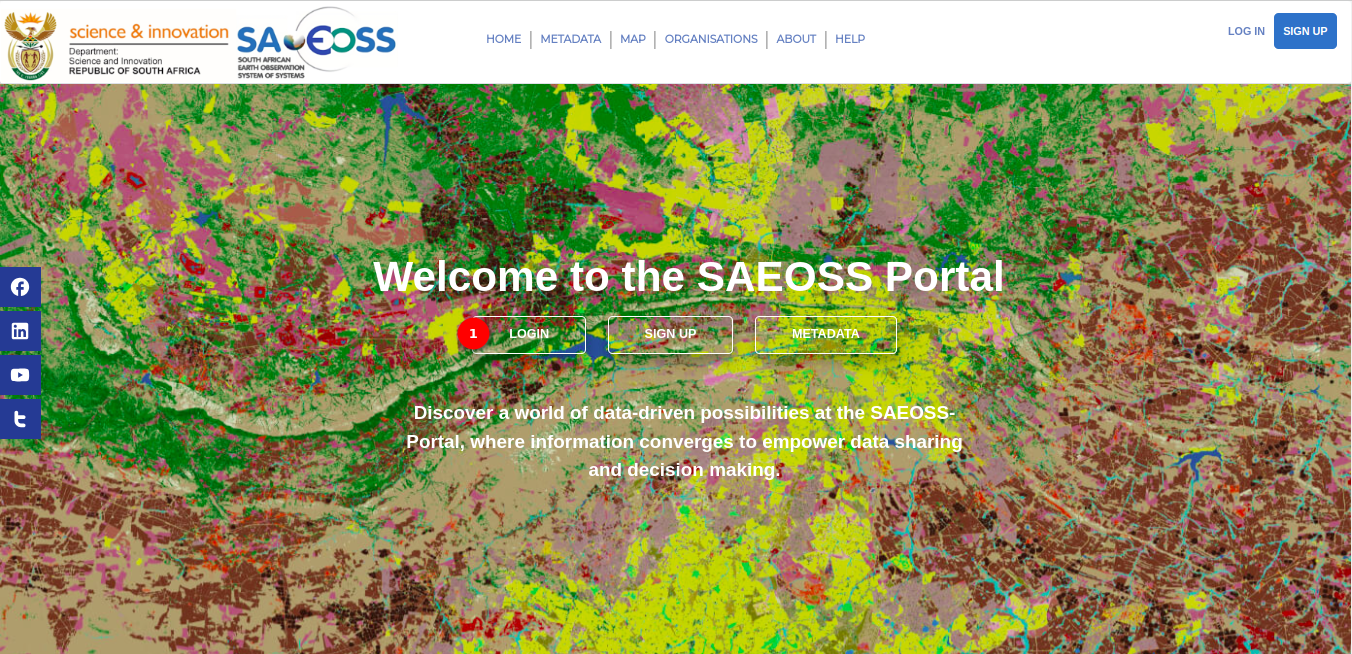 science & innovation
Department:
Science and Innovation
REPUBLIC OF SOUTH AFRICA
SAEOSS
SOUTH AFRICAN
EARTH OBSERVATION
SYSTEM OF SYSTEMS
HOME METADATA MAP ORGANISATIONS ABOUT HELP
LOG IN SIGN UP
Welcome to the SAEOSS Portal
1 LOGIN SIGN UP METADATA
Discover a world of data-driven possibilities at the SAEOSS-
Portal, where information converges to empower data sharing
and decision making.